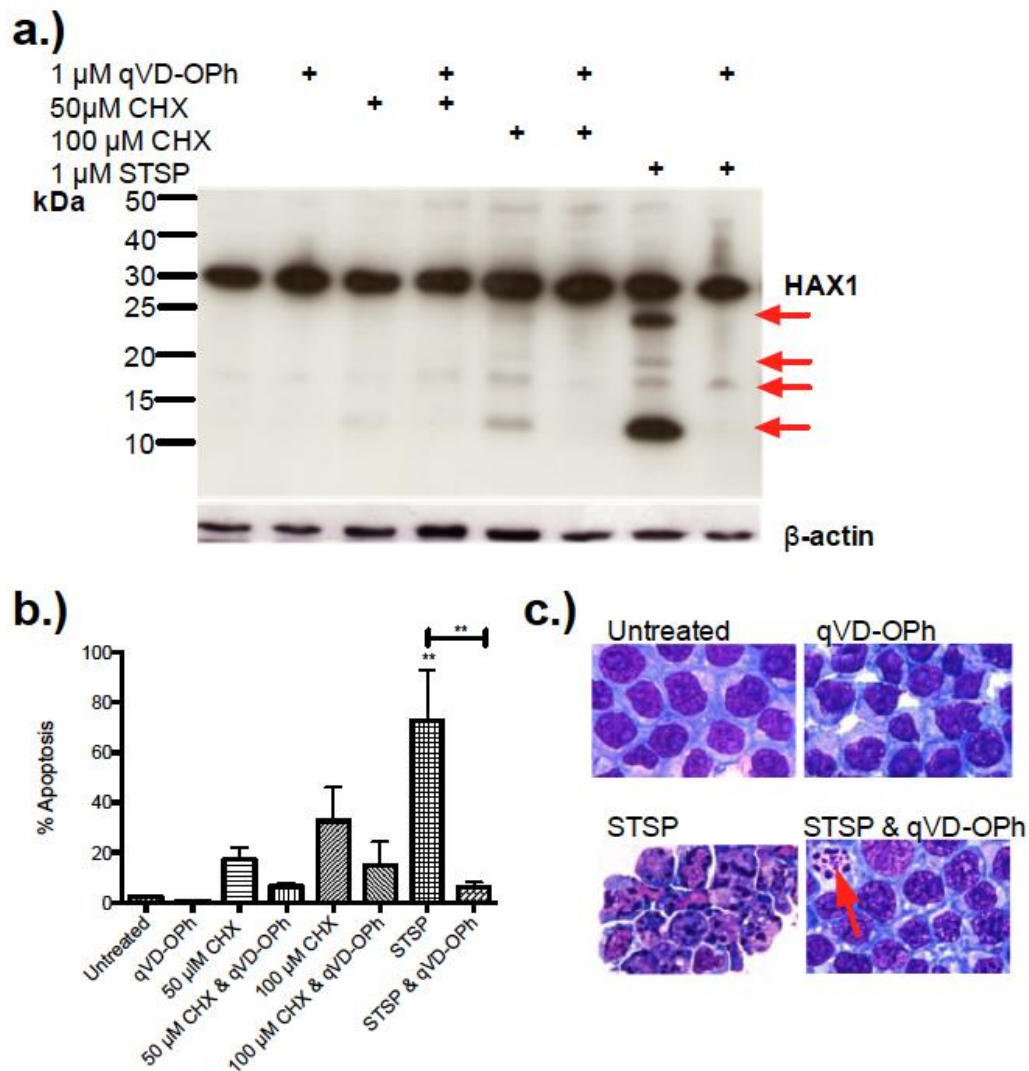 a.)
1 µM qVD-OPh + + + +
50µM CHX + +
100 µM CHX + +
1 µM STSP + +
kDa
50
40
30
HAX1
25
20
15
10
β-actin
b.)
100
80
60
40
20
0
% Apoptosis
**
**
Untreated
qVD-OPh
50 µM CHX
50 µM CHX & qVD-OPh
100 µM CHX
100 µM CHX & qVD-OPh
STSP
STSP & qVD-OPh
c.)
Untreated
qVD-OPh
STSP
STSP & qVD-OPh